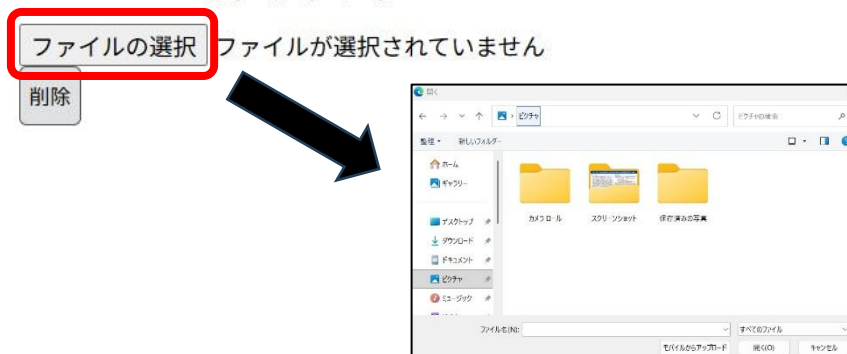 ファイルの選択 ファイルが選択されていません
削除
開く
ピクチャ ピクチャの検索
整理 新しいフォルダー
ホーム
ギャラリー
デスクトップ
ダウンロード
ドキュメント
ピクチャ
ミュージック
カメラ ロール スクリーンショット 保存済みの写真
ファイル名(N): すべてのファイル
モバイルからアップロード 開く(O) キャンセル